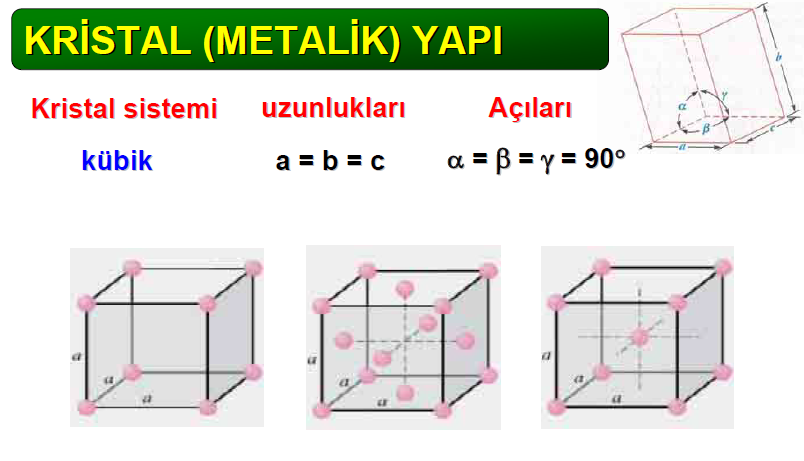 KRİSTAL (METALİK) YAPI
Kristal sistemi uzunlukları Açıları
kübik a = b = c α = β = γ = 90°
b
α γ
β
c
a
a a a
a a a
a a a